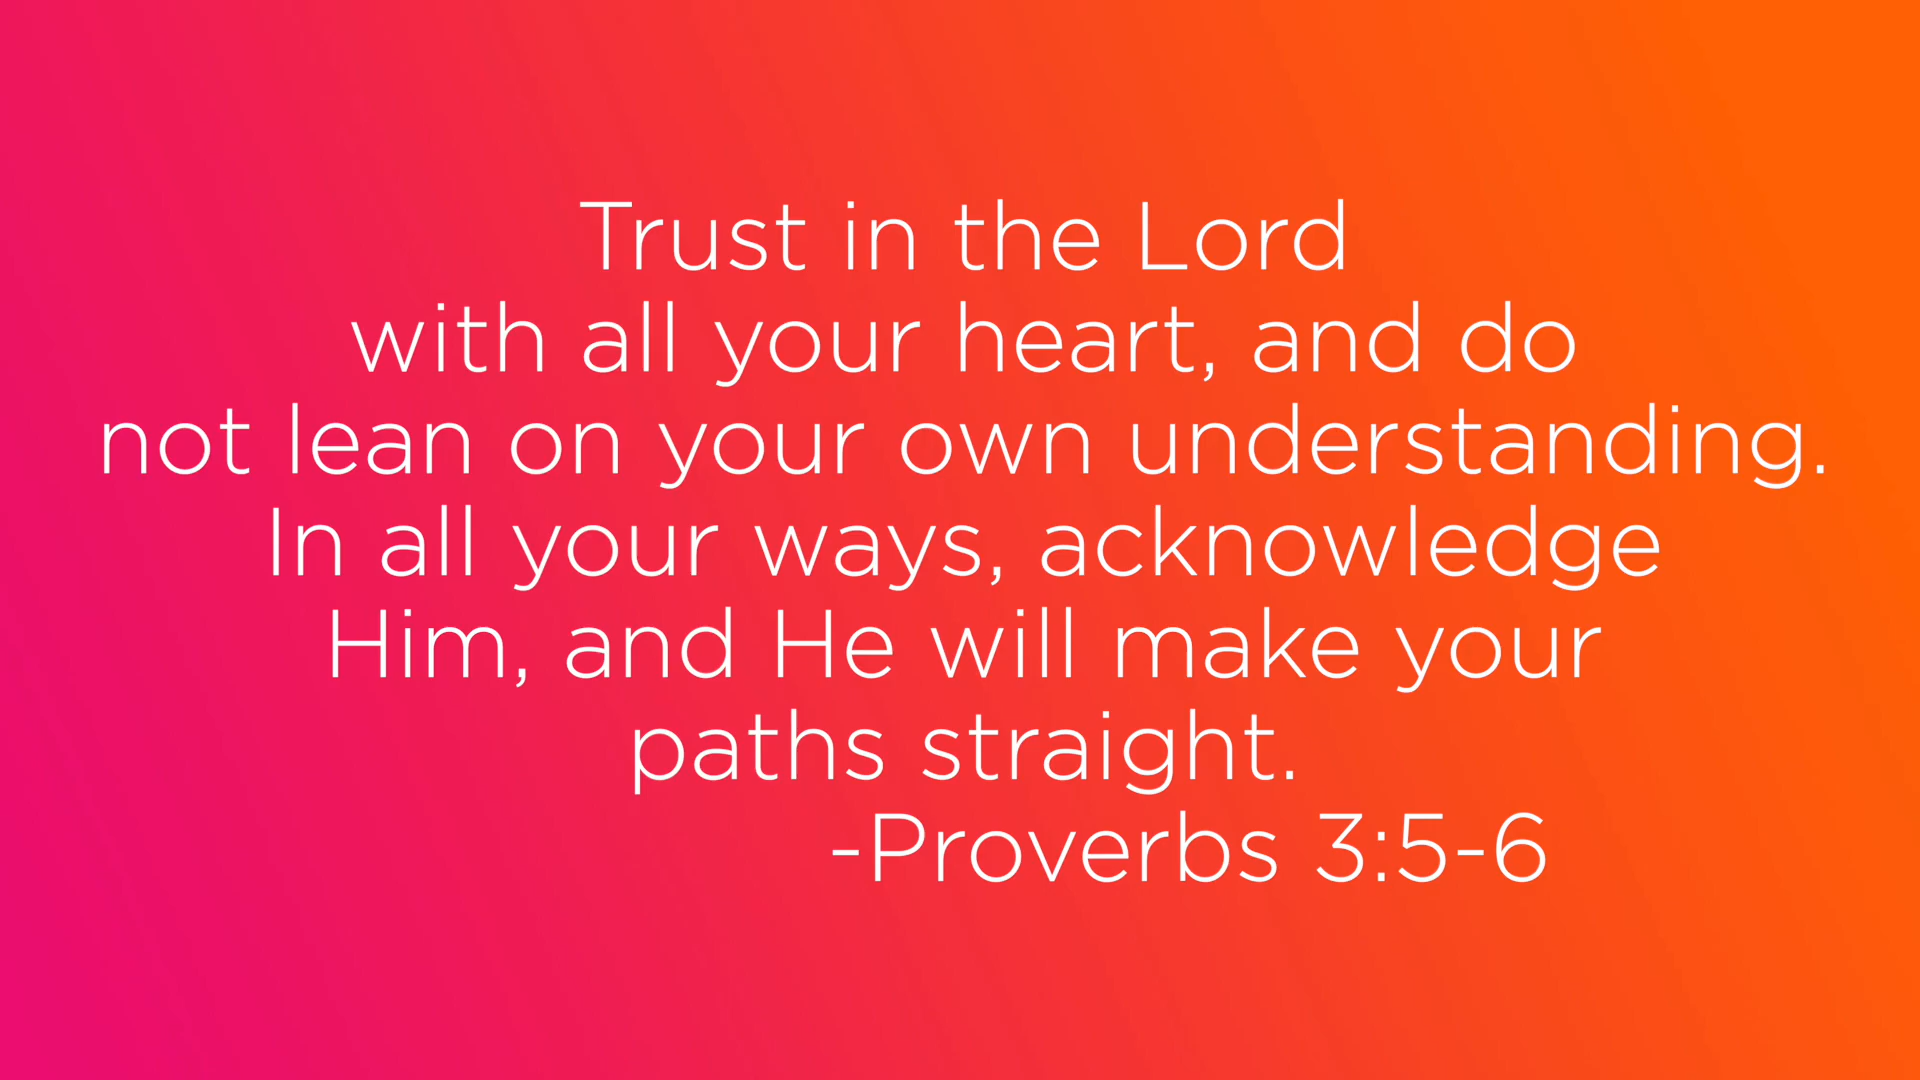 Trust in the Lord
with all your heart, and do
not lean on your own understanding.
In all your ways, acknowledge
Him, and He will make your
paths straight.
-Proverbs 3:5-6